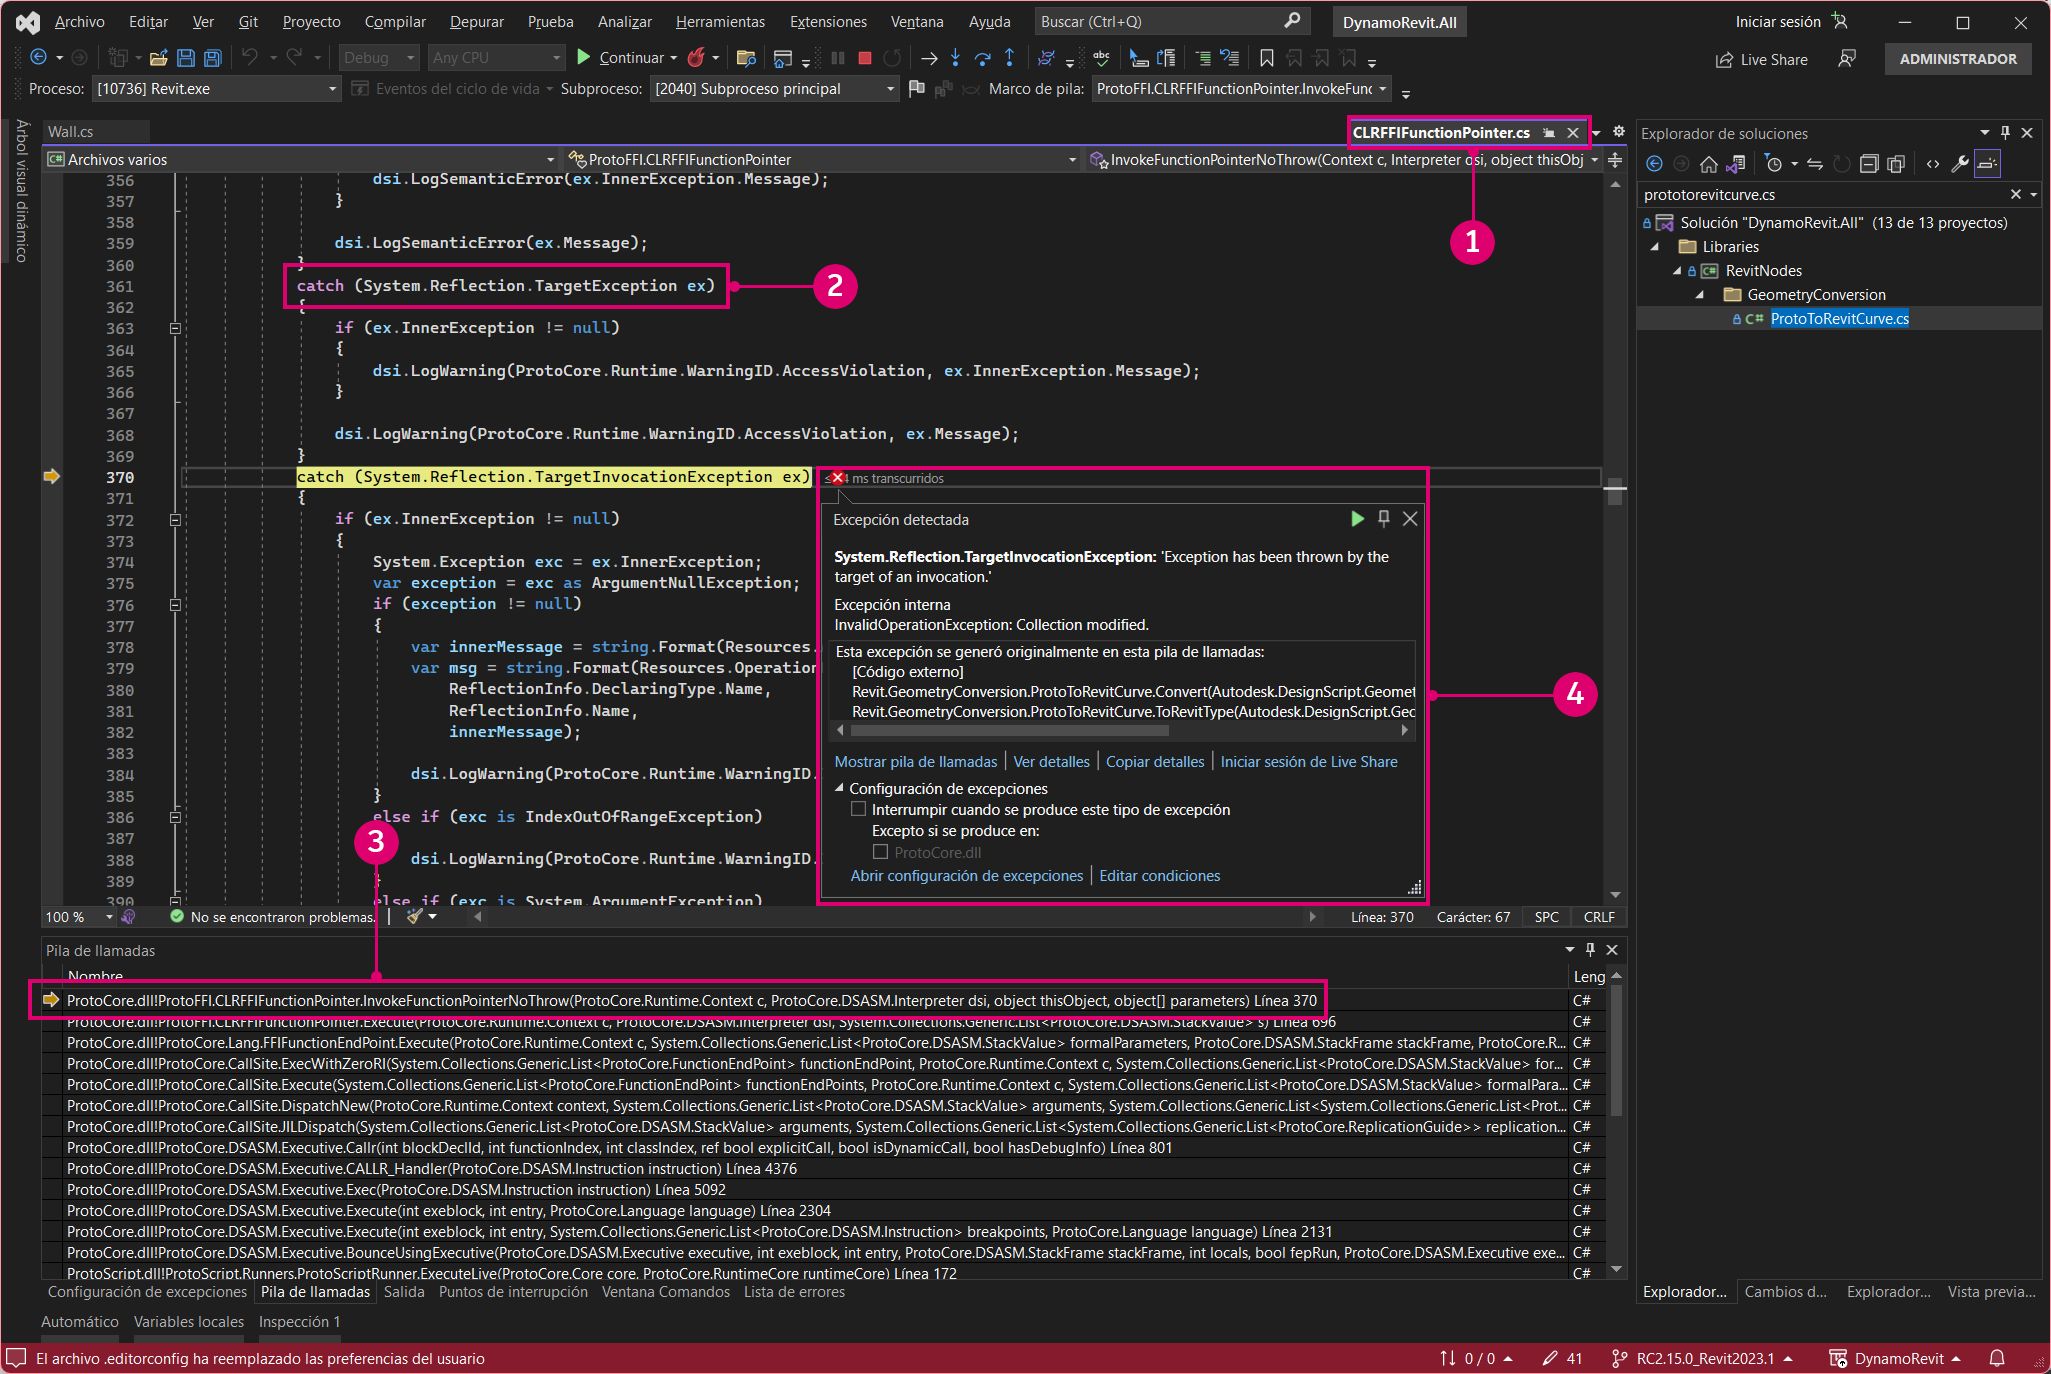 Archivo Editar Ver Git Proyecto Compilar Depurar Prueba Analizar Herramientas Extensiones Ventana Ayuda Buscar (Ctrl+Q) DynamoRevit.All Iniciar sesión
Debug Any CPU Continuar Live Share ADMINISTRADOR
Proceso: [10736] Revit.exe Eventos del ciclo de vida Subproceso: [2040] Subproceso principal Marco de pila: ProtoFFI.CLRFFIFunctionPointer.InvokeFunc
Árbol visual dinámico
Wall.cs CLRFFIFunctionPointer.cs
Archivos varios ProtoFFI.CLRFFIFunctionPointer InvokeFunctionPointerNoThrow(Context c, Interpreter dsi, object thisObj
1
356 dsi.LogSemanticError(ex.InnerException.Message);
357 }
358
359 dsi.LogSemanticError(ex.Message);
360 }
361 catch (System.Reflection.TargetException ex)
2
362 {
363 if (ex.InnerException != null)
364 {
365 dsi.LogWarning(ProtoCore.Runtime.WarningID.AccessViolation, ex.InnerException.Message);
366 }
367
368 dsi.LogWarning(ProtoCore.Runtime.WarningID.AccessViolation, ex.Message);
369 }
370 catch (System.Reflection.TargetInvocationException ex)
371 {
372 if (ex.InnerException != null)
373 {
374 System.Exception exc = ex.InnerException;
375 var exception = exc as ArgumentNullException;
376 if (exception != null)
377 {
378 var innerMessage = string.Format(Resources.
379 var msg = string.Format(Resources.Operation
380 ReflectionInfo.DeclaringType.Name,
381 ReflectionInfo.Name,
382 innerMessage);
383
384 dsi.LogWarning(ProtoCore.Runtime.WarningID.
385 }
386 else if (exc is IndexOutOfRangeException)
387
3
388 dsi.LogWarning(ProtoCore.Runtime.WarningID.
389 }
390 else if (exc is System.ArgumentException)
ms transcurridos
Excepción detectada
System.Reflection.TargetInvocationException: 'Exception has been thrown by the
target of an invocation.'
Excepción interna
InvalidOperationException: Collection modified.
Esta excepción se generó originalmente en esta pila de llamadas:
[Código externo]
Revit.GeometryConversion.ProtoToRevitCurve.Convert(Autodesk.DesignScript.Geomet
Revit.GeometryConversion.ProtoToRevitCurve.ToRevitType(Autodesk.DesignScript.Geo
4
Mostrar pila de llamadas Ver detalles Copiar detalles Iniciar sesión de Live Share
Configuración de excepciones
Interrumpir cuando se produce este tipo de excepción
Excepto si se produce en:
ProtoCore.dll
Abrir configuración de excepciones Editar condiciones
100 % No se encontraron problemas. Línea: 370 Carácter: 67 SPC CRLF
Explorador de soluciones
prototorevitcurve.cs
Solución "DynamoRevit.All" (13 de 13 proyectos)
Libraries
RevitNodes
GeometryConversion
ProtoToRevitCurve.cs
Pila de llamadas
Nombre Leng
ProtoCore.dll!ProtoFFI.CLRFFIFunctionPointer.InvokeFunctionPointerNoThrow(ProtoCore.Runtime.Context c, ProtoCore.DSASM.Interpreter dsi, object thisObject, object[] parameters) Línea 370 C#
ProtoCore.dll!ProtoFFI.CLRFFIFunctionPointer.Execute(ProtoCore.Runtime.Context c, ProtoCore.DSASM.Interpreter dsi, System.Collections.Generic.List<ProtoCore.DSASM.StackValue> s) Línea 696 C#
ProtoCore.dll!ProtoCore.Lang.FFIFunctionEndPoint.Execute(ProtoCore.Runtime.Context c, System.Collections.Generic.List<ProtoCore.DSASM.StackValue> formalParameters, ProtoCore.DSASM.StackFrame stackFrame, ProtoCore.R... C#
ProtoCore.dll!ProtoCore.CallSite.ExecWithZeroRI(System.Collections.Generic.List<ProtoCore.FunctionEndPoint> functionEndPoint, ProtoCore.Runtime.Context c, System.Collections.Generic.List<ProtoCore.DSASM.StackValue> for... C#
ProtoCore.dll!ProtoCore.CallSite.Execute(System.Collections.Generic.List<ProtoCore.FunctionEndPoint> functionEndPoints, ProtoCore.Runtime.Context c, System.Collections.Generic.List<ProtoCore.DSASM.StackValue> formalPara... C#
ProtoCore.dll!ProtoCore.CallSite.DispatchNew(ProtoCore.Runtime.Context context, System.Collections.Generic.List<ProtoCore.DSASM.StackValue> arguments, System.Collections.Generic.List<System.Collections.Generic.List<Prot... C#
ProtoCore.dll!ProtoCore.CallSite.JILDispatch(System.Collections.Generic.List<ProtoCore.DSASM.StackValue> arguments, System.Collections.Generic.List<System.Collections.Generic.List<ProtoCore.ReplicationGuide>> replication... C#
ProtoCore.dll!ProtoCore.DSASM.Executive.Callr(int blockDeclId, int functionIndex, int classIndex, ref bool explicitCall, bool isDynamicCall, bool hasDebugInfo) Línea 801 C#
ProtoCore.dll!ProtoCore.DSASM.Executive.CALLR_Handler(ProtoCore.DSASM.Instruction instruction) Línea 4376 C#
ProtoCore.dll!ProtoCore.DSASM.Executive.Exec(ProtoCore.DSASM.Instruction instruction) Línea 5092 C#
ProtoCore.dll!ProtoCore.DSASM.Executive.Execute(int exeblock, int entry, ProtoCore.Language language) Línea 2304 C#
ProtoCore.dll!ProtoCore.DSASM.Executive.Execute(int exeblock, int entry, System.Collections.Generic.List<ProtoCore.DSASM.Instruction> breakpoints, ProtoCore.Language language) Línea 2131 C#
ProtoCore.dll!ProtoCore.DSASM.Executive.BounceUsingExecutive(ProtoCore.DSASM.Executive executive, int exeblock, int entry, ProtoCore.DSASM.StackFrame stackFrame, int locals, bool fepRun, ProtoCore.DSASM.Executive exe... C#
ProtoScript.dll!ProtoScript.Runners.ProtoScriptRunner.ExecuteLive(ProtoCore.Core core, ProtoCore.RuntimeCore runtimeCore) Línea 172 C#
Configuración de excepciones Pila de llamadas Salida Puntos de interrupción Ventana Comandos Lista de errores
Explorador... Cambios d... Explorador... Vista previa...
Automático Variables locales Inspección 1
El archivo .editorconfig ha reemplazado las preferencias del usuario 0 / 0 41 RC2.15.0_Revit2023.1 DynamoRevit